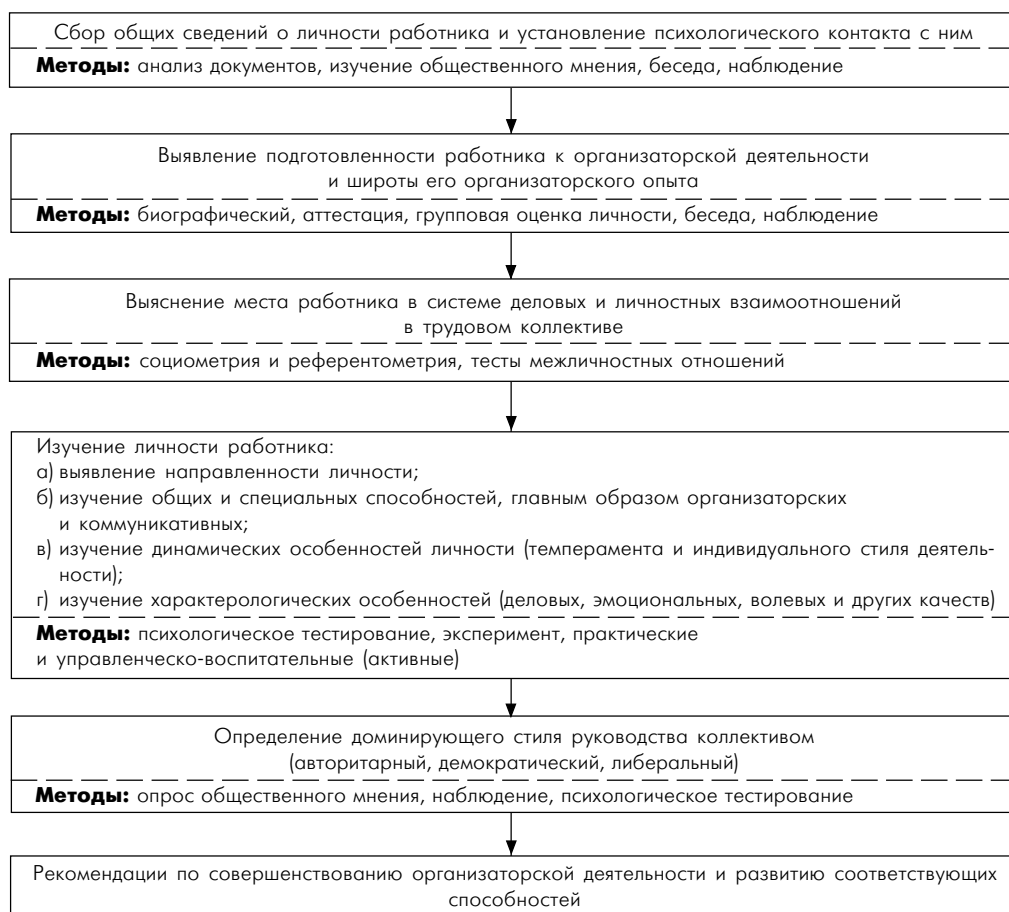 Сбор общих сведений о личности работника и установление психологического контакта с ним
Методы: анализ документов, изучение общественного мнения, беседа, наблюдение
Выявление подготовленности работника к организаторской деятельности
и широты его организаторского опыта
Методы: биографический, аттестация, групповая оценка личности, беседа, наблюдение
Выяснение места работника в системе деловых и личностных взаимоотношений
в трудовом коллективе
Методы: социометрия и референтометрия, тесты межличностных отношений
Изучение личности работника:
а) выявление направленности личности;
б) изучение общих и специальных способностей, главным образом организаторских
и коммуникативных;
в) изучение динамических особенностей личности (темперамента и индивидуального стиля деятель-
ности);
г) изучение характерологических особенностей (деловых, эмоциональных, волевых и других качеств)
Методы: психологическое тестирование, эксперимент, практические
и управленческо-воспитательные (активные)
Определение доминирующего стиля руководства коллективом
(авторитарный, демократический, либеральный)
Методы: опрос общественного мнения, наблюдение, психологическое тестирование
Рекомендации по совершенствованию организаторской деятельности и развитию соответствующих
способностей